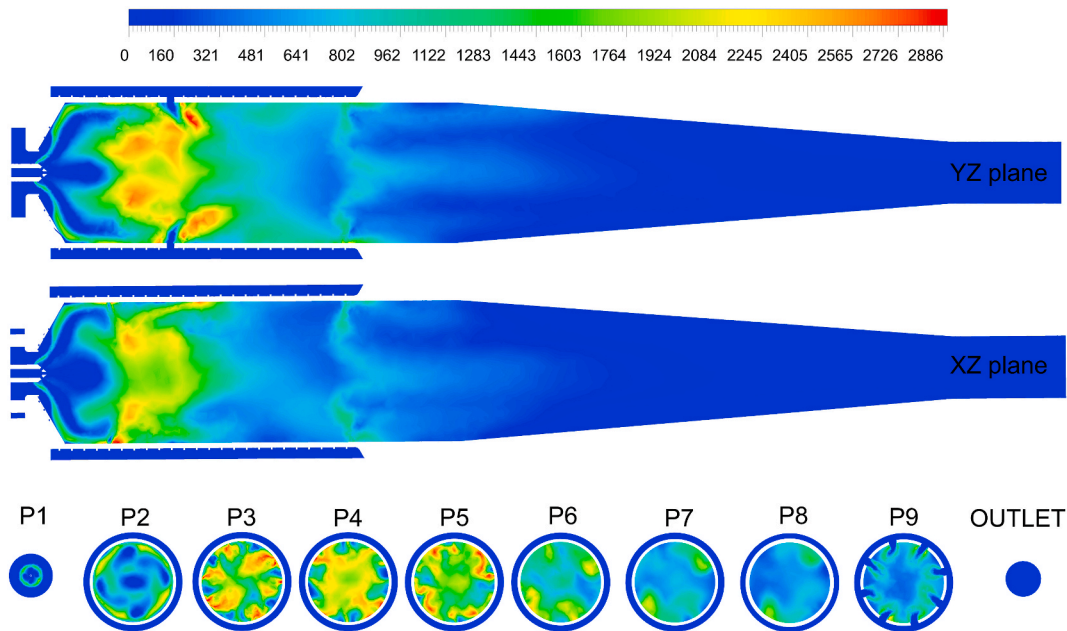 0 160 321 481 641 802 962 1122 1283 1443 1603 1764 1924 2084 2245 2405 2565 2726 2886
YZ plane
XZ plane
P1 P2 P3 P4 P5 P6 P7 P8 P9 OUTLET